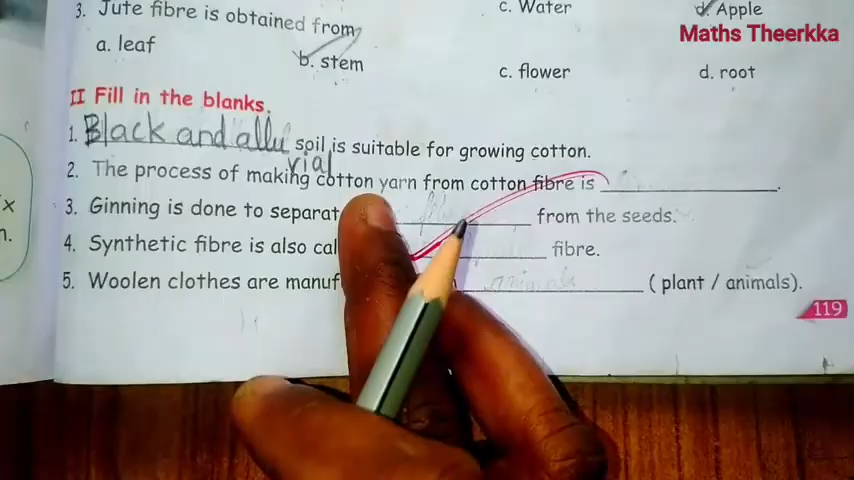 3. Jute fibre is obtained from
c. Water
d. Apple
Maths Theerkka
a. leaf
b. stem
c. flower
d. root
II Fill in the blanks.
1. Black and alluvial soil is suitable for growing cotton.
2. The process of making cotton yarn from cotton fibre is
3. Ginning is done to separat
from the seeds.
4. Synthetic fibre is also cal
fibre.
5. Woolen clothes are manuf
animals
( plant / animals).
x
n.
119